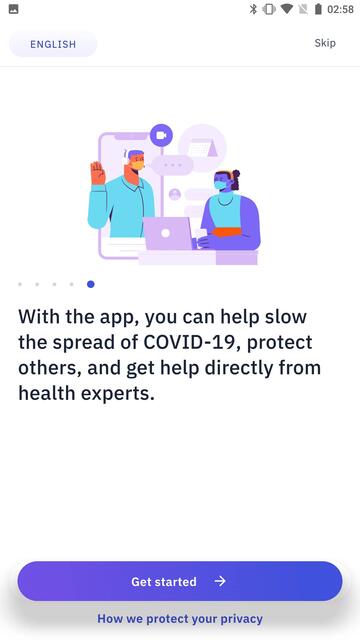 02:58
ENGLISH
Skip
With the app, you can help slow
the spread of COVID-19, protect
others, and get help directly from
health experts.
Get started
How we protect your privacy